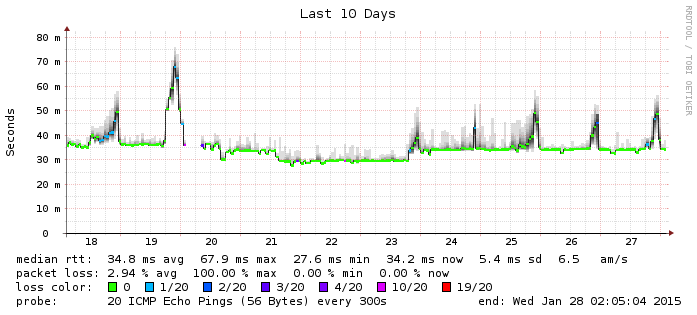 Last 10 Days
RRDTOOL / TOBI OETIKER
Seconds
80 m
70 m
60 m
50 m
40 m
30 m
20 m
10 m
0
18 19 20 21 22 23 24 25 26 27
median rtt: 34.8 ms avg 67.9 ms max 27.6 ms min 34.2 ms now 5.4 ms sd 6.5 am/s
packet loss: 2.94 % avg 100.00 % max 0.00 % min 0.00 % now
loss color: 0 1/20 2/20 3/20 4/20 10/20 19/20
probe: 20 ICMP Echo Pings (56 Bytes) every 300s end: Wed Jan 28 02:05:04 2015